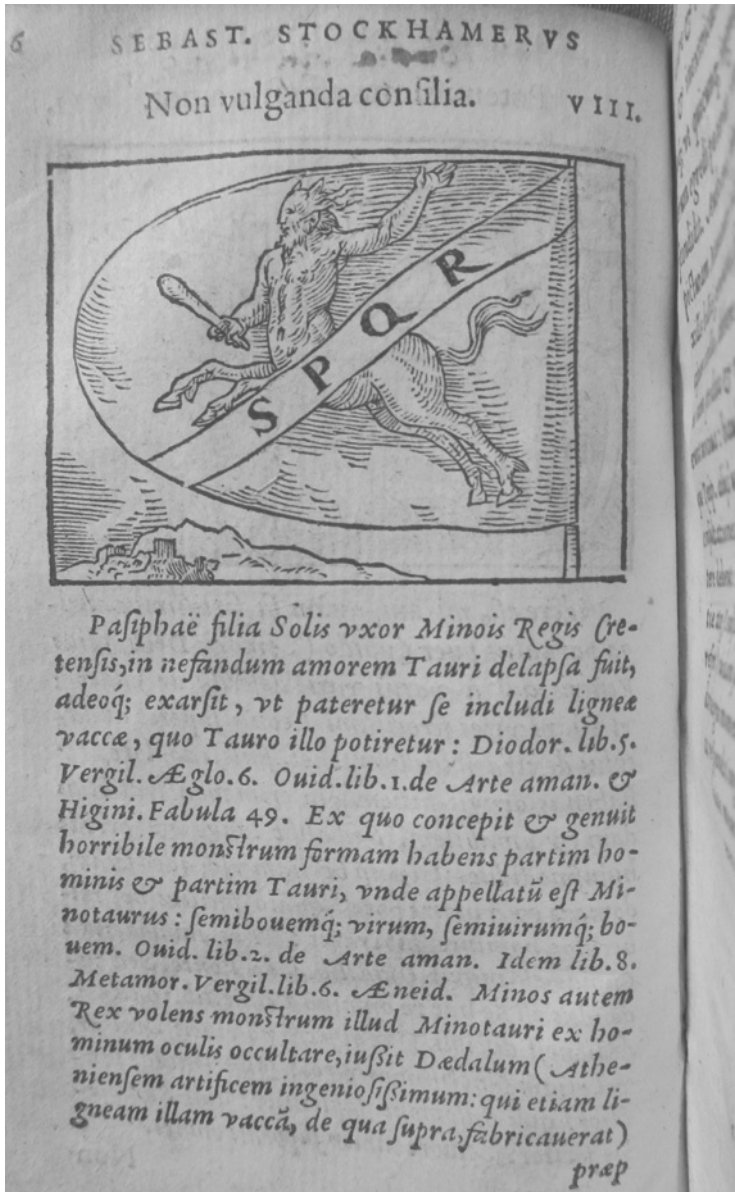 6 SEBAST. STOCKHAMERVS
Non vulganda conſilia. VIII.
S P Q R
Paſiphaë filia Solis vxor Minois Regis Cre-
tenſis, in nefandum amorem Tauri delapſa fuit,
adeoq́; exarſit, vt pateretur ſe includi ligneæ
vaccæ, quo Tauro illo potiretur: Diodor. lib. 5.
Vergil. Æglo. 6. Ouid. lib. 1. de Arte aman. &
Higini. Fabula 49. Ex quo concepit & genuit
horribile monſtrum formam habens partim ho-
minis & partim Tauri, vnde appellatũ eſt Mi-
notaurus: ſemibouemq́; virum, ſemiuirumq́; bo-
uem. Ouid. lib. 2. de Arte aman. Idem lib. 8.
Metamor. Vergil. lib. 6. Æneid. Minos autem
Rex volens monſtrum illud Minotauri ex ho-
minum oculis occultare, iuſſit Dædalum (Athe-
nienſem artificem ingenioſiſſimum: qui etiam li-
gneam illam vaccã, de qua ſupra, fabricauerat)
præp